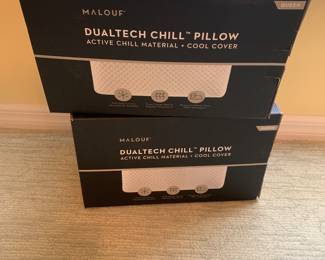 MALOUF
QUEEN
DUALTECH CHILL™ PILLOW
ACTIVE CHILL MATERIAL + COOL COVER
MALOUF
DUALTECH CHILL™ PILLOW
ACTIVE CHILL MATERIAL + COOL COVER